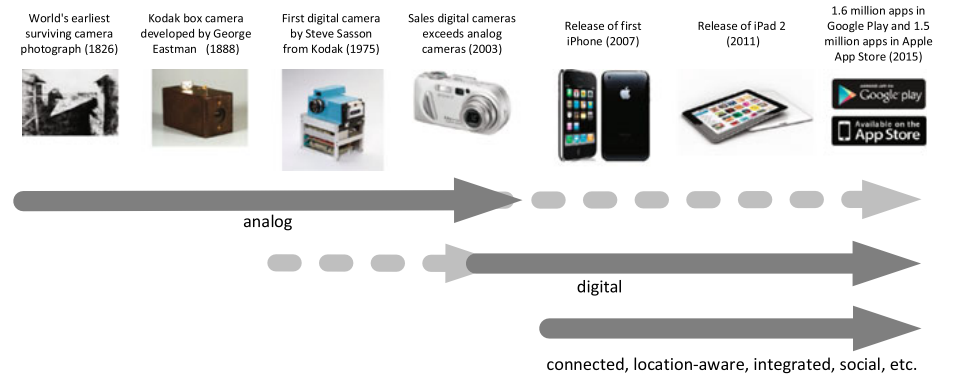 World's earliest
surviving camera
photograph (1826)
Kodak box camera
developed by George
Eastman (1888)
First digital camera
by Steve Sasson
from Kodak (1975)
Sales digital cameras
exceeds analog
cameras (2003)
Release of first
iPhone (2007)
Release of iPad 2
(2011)
1.6 million apps in
Google Play and 1.5
million apps in Apple
App Store (2015)
ANDROID APP ON
Google play
Available on the
App Store
analog
digital
connected, location-aware, integrated, social, etc.